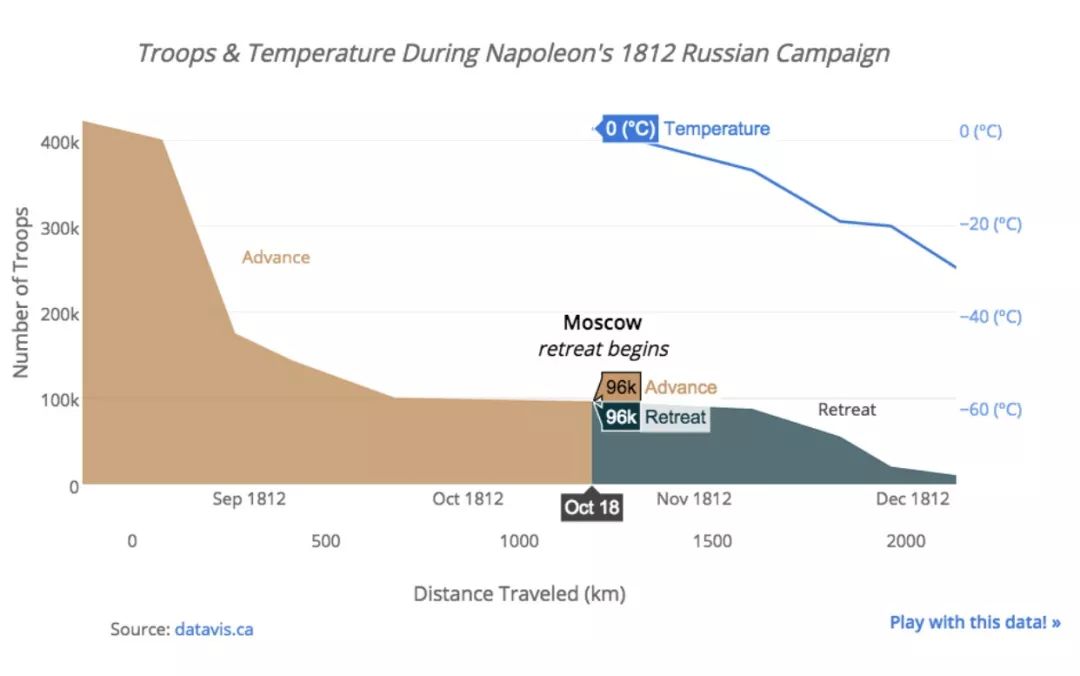 Troops & Temperature During Napoleon's 1812 Russian Campaign
0 (°C) Temperature
0 (°C)
400k
300k
200k
100k
0
Number of Troops
Advance
−20 (°C)
−40 (°C)
−60 (°C)
Moscow
retreat begins
96k Advance
96k Retreat
Retreat
Sep 1812
Oct 1812
Oct 18
Nov 1812
Dec 1812
0
500
1000
1500
2000
Distance Traveled (km)
Source: datavis.ca
Play with this data! »